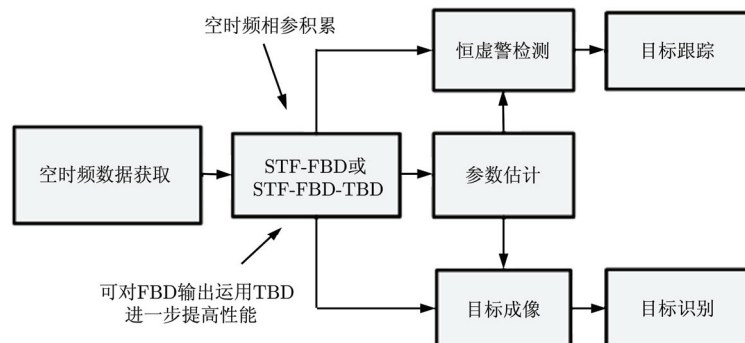 空时频相参积累
恒虚警检测
目标跟踪
空时频数据获取
STF-FBD或
STF-FBD-TBD
参数估计
可对FBD输出运用TBD
进一步提高性能
目标成像
目标识别